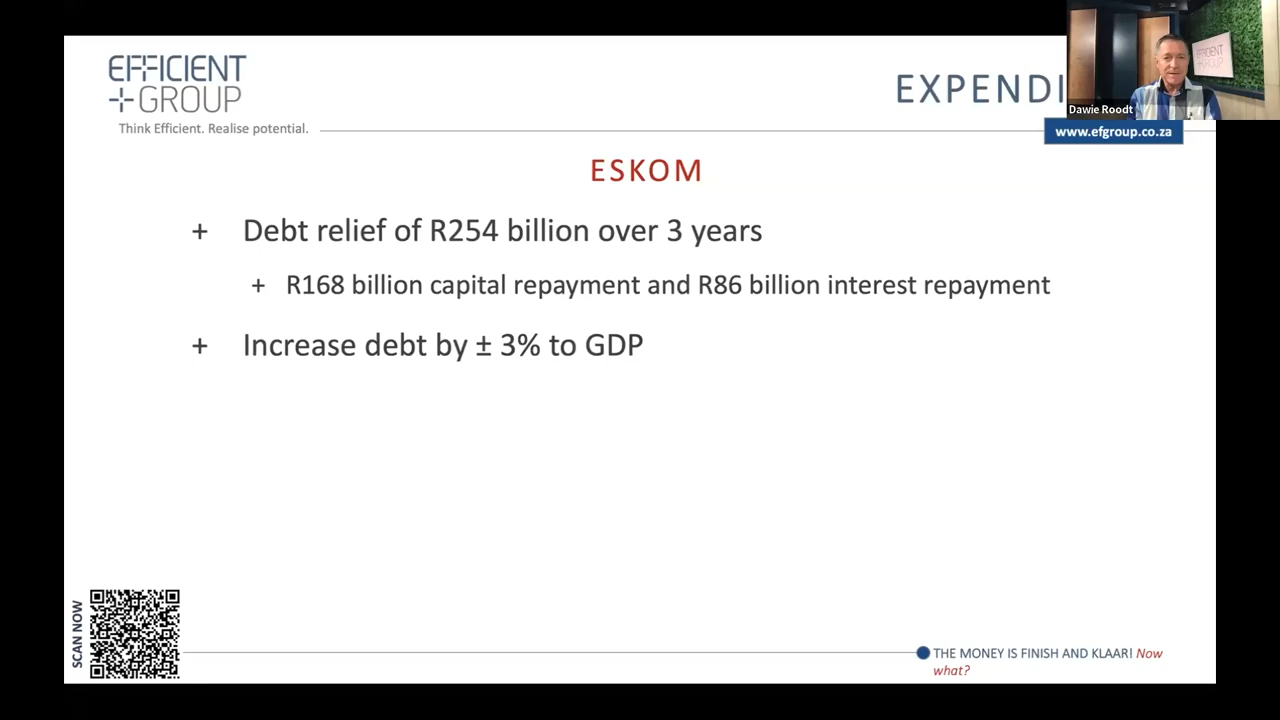 EFFICIENT
GROUP
Think Efficient. Realise potential.
EXPENDI
Dawie Roodt
www.efgroup.co.za
ESKOM
+ Debt relief of R254 billion over 3 years
+ R168 billion capital repayment and R86 billion interest repayment
+ Increase debt by ± 3% to GDP
SCAN NOW
THE MONEY IS FINISH AND KLAAR! Now
what?